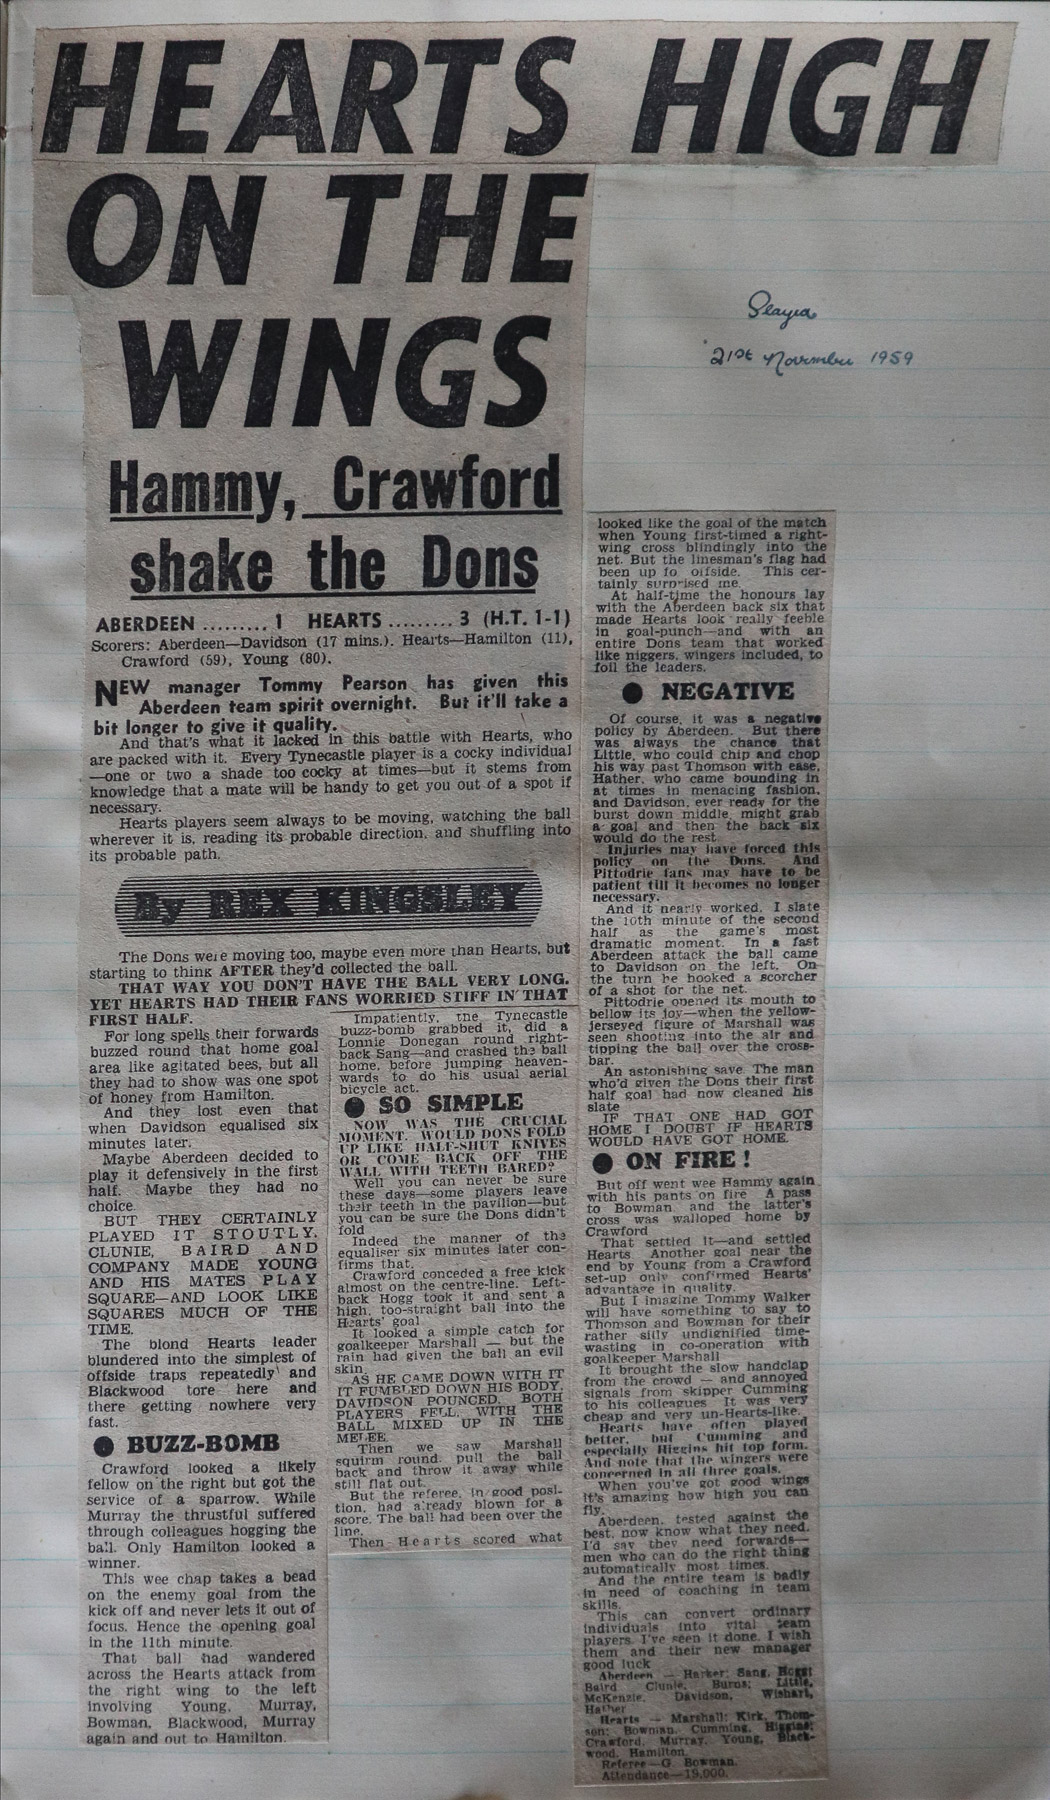 HEARTS HIGH
ON THE
WINGS
Played
21st November 1959
Hammy, Crawford
shake the Dons
ABERDEEN ......... 1 HEARTS ......... 3 (H.T. 1-1)
Scorers: Aberdeen—Davidson (17 mins.). Hearts—Hamilton (11),
Crawford (59), Young (80).
NEW manager Tommy Pearson has given this
Aberdeen team spirit overnight. But it'll take a
bit longer to give it quality.
And that's what it lacked in this battle with Hearts, who
are packed with it. Every Tynecastle player is a cocky individual
—one or two a shade too cocky at times—but it stems from
knowledge that a mate will be handy to get you out of a spot if
necessary.
Hearts players seem always to be moving, watching the ball
wherever it is, reading its probable direction, and shuffling into
its probable path.
By REX KINGSLEY
The Dons were moving too, maybe even more than Hearts, but
starting to think AFTER they'd collected the ball.
THAT WAY YOU DON'T HAVE THE BALL VERY LONG.
YET HEARTS HAD THEIR FANS WORRIED STIFF IN THAT
FIRST HALF.
For long spells their forwards
buzzed round that home goal
area like agitated bees, but all
they had to show was one spot
of honey from Hamilton.
And they lost even that
when Davidson equalised six
minutes later.
Maybe Aberdeen decided to
play it defensively in the first
half. Maybe they had no
choice.
BUT THEY CERTAINLY
PLAYED IT STOUTLY.
CLUNIE, BAIRD AND
COMPANY MADE YOUNG
AND HIS MATES PLAY
SQUARE—AND LOOK LIKE
SQUARES MUCH OF THE
TIME.
The blond Hearts leader
blundered into the simplest of
offside traps repeatedly and
Blackwood tore here and
there getting nowhere very
fast.
● BUZZ-BOMB
Crawford looked a likely
fellow on the right but got the
service of a sparrow. While
Murray the thrustful suffered
through colleagues hogging the
ball. Only Hamilton looked a
winner.
This wee chap takes a bead
on the enemy goal from the
kick off and never lets it out of
focus. Hence the opening goal
in the 11th minute.
That ball had wandered
across the Hearts attack from
the right wing to the left
involving Young, Murray,
Bowman, Blackwood, Murray
again and out to Hamilton.
Impatiently, the Tynecastle
buzz-bomb grabbed it, did a
Lonnie Donegan round right-
back Sang—and crashed the ball
home, before jumping heaven-
wards to do his usual aerial
bicycle act.
● SO SIMPLE
NOW WAS THE CRUCIAL
MOMENT. WOULD DONS FOLD
UP LIKE HALF-SHUT KNIVES
OR COME BACK OFF THE
WALL WITH TEETH BARED?
Well you can never be sure
these days—some players leave
their teeth in the pavilion—but
you can be sure the Dons didn't
fold
Indeed the manner of the
equaliser six minutes later con-
firms that.
Crawford conceded a free kick
almost on the centre-line. Left-
back Hogg took it and sent a
high, too-straight ball into the
Hearts' goal
It looked a simple catch for
goalkeeper Marshall — but the
rain had given the ball an evil
skin
AS HE CAME DOWN WITH IT
IT FUMBLED DOWN HIS BODY.
DAVIDSON POUNCED. BOTH
PLAYERS FELL, WITH THE
BALL MIXED UP IN THE
MELEE.
Then we saw Marshall
squirm round, pull the ball
back and throw it away while
still flat out.
But the referee, in good posi-
tion, had already blown for a
score. The ball had been over the
line.
Then Hearts scored what
looked like the goal of the match
when Young first-timed a right-
wing cross blindingly into the
net. But the linesman's flag had
been up fo offside. This cer-
tainly surprised me.
At half-time the honours lay
with the Aberdeen back six that
made Hearts look really feeble
in goal-punch—and with an
entire Dons team that worked
like niggers, wingers included, to
foil the leaders.
● NEGATIVE
Of course, it was a negative
policy by Aberdeen. But there
was always the chance that
Little, who could chip and chop
his way past Thomson with ease,
Hather, who came bounding in
at times in menacing fashion,
and Davidson, ever ready for the
burst down middle, might grab
a goal and then the back six
would do the rest
Injuries may have forced this
policy on the Dons. And
Pittodrie fans may have to be
patient till it becomes no longer
necessary.
And it nearly worked. I slate
the 10th minute of the second
half as the game's most
dramatic moment. In a fast
Aberdeen attack the ball came
to Davidson on the left. On
the turn he hooked a scorcher
of a shot for the net.
Pittodrie opened its mouth to
bellow its joy—when the yellow-
jerseyed figure of Marshall was
seen shooting into the air and
tipping the ball over the cross-
bar.
An astonishing save. The man
who'd given the Dons their first
half goal had now cleaned his
slate
IF THAT ONE HAD GOT
HOME I DOUBT IF HEARTS
WOULD HAVE GOT HOME.
● ON FIRE!
But off went wee Hammy again
with his pants on fire A pass
to Bowman and the latter's
cross was walloped home by
Crawford
That settled it—and settled
Hearts Another goal near the
end by Young from a Crawford
set-up only confirmed Hearts'
advantage in quality.
But I imagine Tommy Walker
will have something to say to
Thomson and Bowman for their
rather silly undignified time-
wasting in co-operation with
goalkeeper Marshall
It brought the slow handclap
from the crowd — and annoyed
signals from skipper Cumming
to his colleagues It was very
cheap and very un-Hearts-like.
Hearts have often played
better, but Cumming and
especially Higgins hit top form.
And note that the wingers were
concerned in all three goals.
When you've got good wings
it's amazing how high you can
fly.
Aberdeen, tested against the
best, now know what they need.
I'd say they need forwards—
men who can do the right thing
automatically most times.
And the entire team is badly
in need of coaching in team
skills.
This can convert ordinary
individuals into vital team
players. I've seen it done. I wish
them and their new manager
good luck
Aberdeen — Harker; Sang, Hogg;
Baird Clunie, Burns; Little,
McKenzie, Davidson, Wishart,
Hather
Hearts — Marshall; Kirk, Thom-
son; Bowman, Cumming, Higgins;
Crawford, Murray, Young, Black-
wood, Hamilton.
Referee—G. Bowman.
Attendance—19,000.